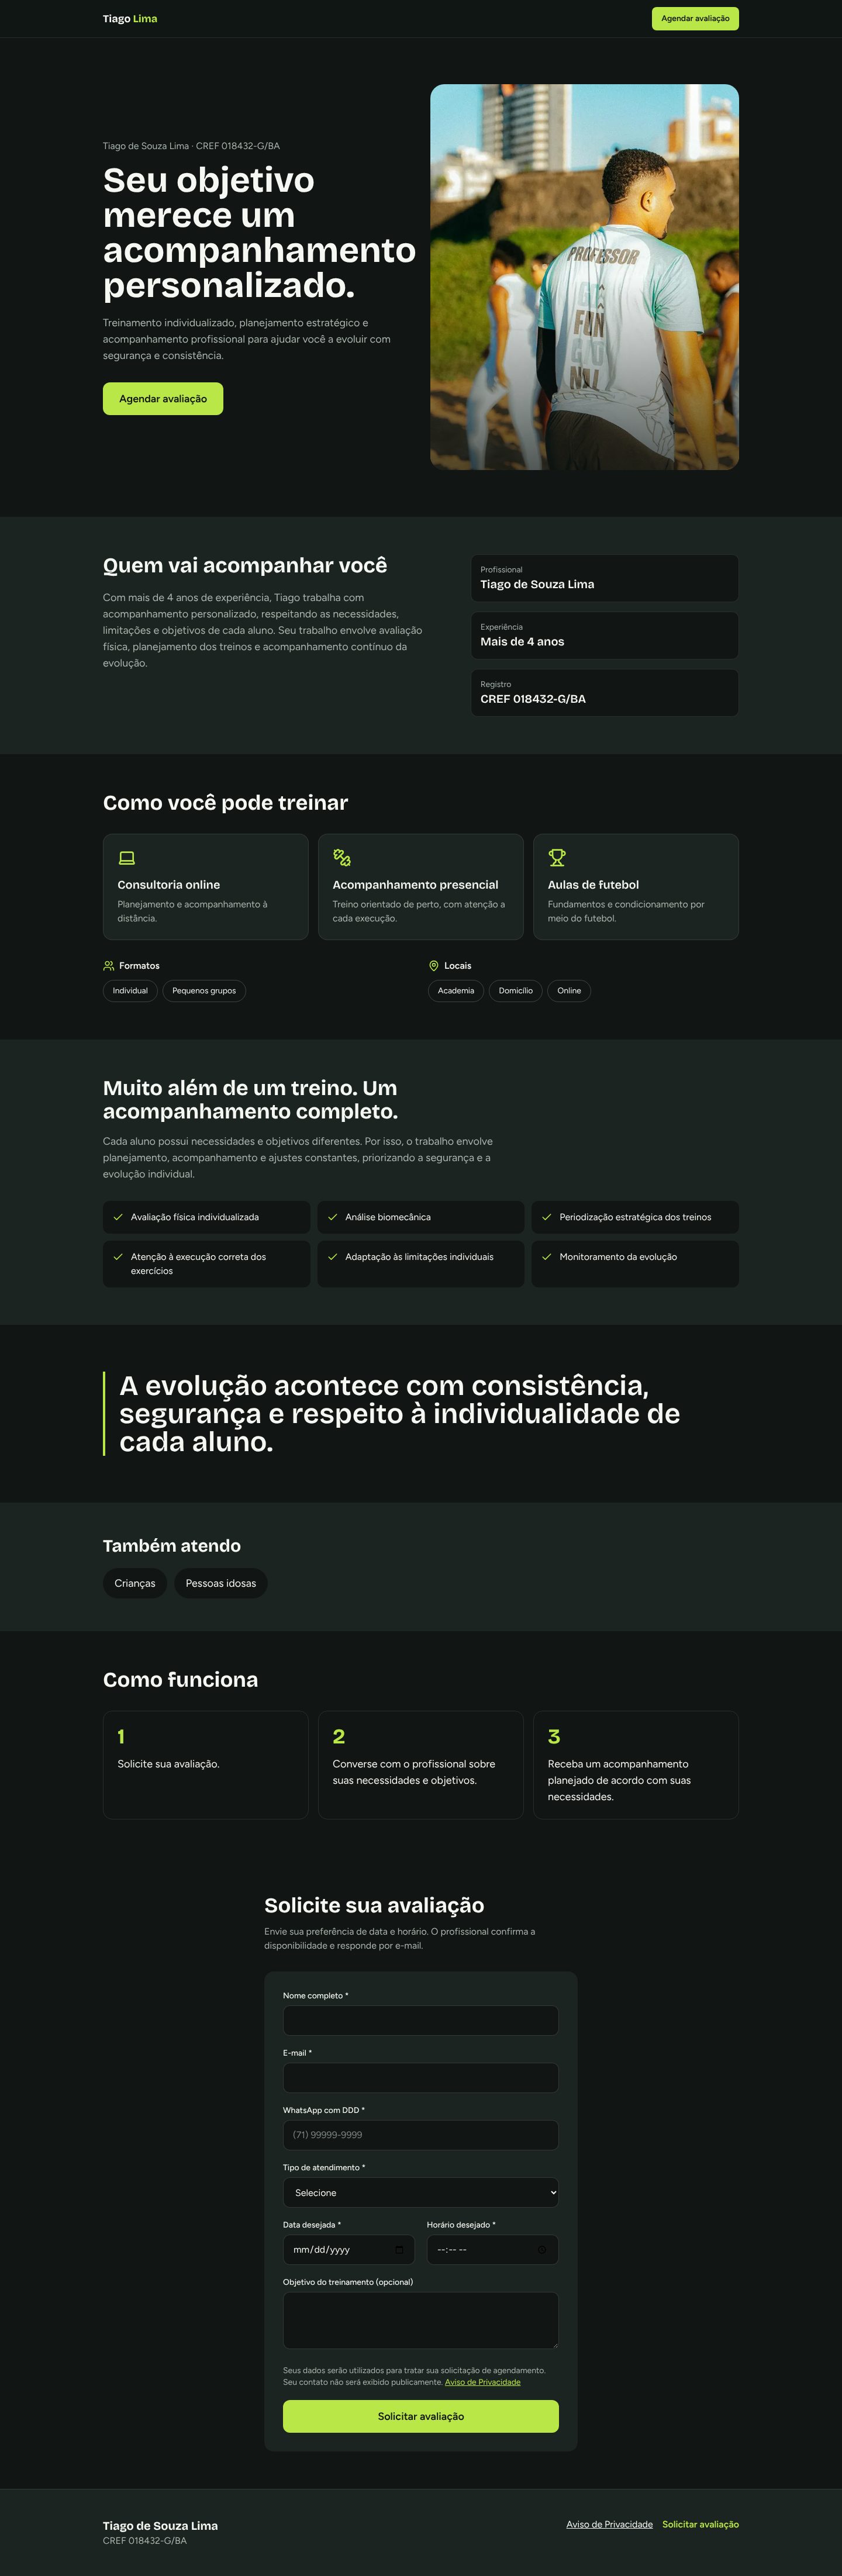 Tiago Lima
Agendar avaliação
Tiago de Souza Lima · CREF 018432-G/BA
Seu objetivo
merece um
acompanhamento
personalizado.
Treinamento individualizado, planejamento estratégico e
acompanhamento profissional para ajudar você a evoluir com
segurança e consistência.
Agendar avaliação
PROFESSOR
Quem vai acompanhar você
Com mais de 4 anos de experiência, Tiago trabalha com
acompanhamento personalizado, respeitando as necessidades,
limitações e objetivos de cada aluno. Seu trabalho envolve avaliação
física, planejamento dos treinos e acompanhamento contínuo da
evolução.
Profissional
Tiago de Souza Lima
Experiência
Mais de 4 anos
Registro
CREF 018432-G/BA
Como você pode treinar
Consultoria online
Planejamento e acompanhamento à
distância.
Acompanhamento presencial
Treino orientado de perto, com atenção a
cada execução.
Aulas de futebol
Fundamentos e condicionamento por
meio do futebol.
Formatos
Individual
Pequenos grupos
Locais
Academia
Domicílio
Online
Muito além de um treino. Um
acompanhamento completo.
Cada aluno possui necessidades e objetivos diferentes. Por isso, o trabalho envolve
planejamento, acompanhamento e ajustes constantes, priorizando a segurança e a
evolução individual.
Avaliação física individualizada
Análise biomecânica
Periodização estratégica dos treinos
Atenção à execução correta dos
exercícios
Adaptação às limitações individuais
Monitoramento da evolução
A evolução acontece com consistência,
segurança e respeito à individualidade de
cada aluno.
Também atendo
Crianças
Pessoas idosas
Como funciona
1
Solicite sua avaliação.
2
Converse com o profissional sobre
suas necessidades e objetivos.
3
Receba um acompanhamento
planejado de acordo com suas
necessidades.
Solicite sua avaliação
Envie sua preferência de data e horário. O profissional confirma a
disponibilidade e responde por e-mail.
Nome completo *
E-mail *
WhatsApp com DDD *
(71) 99999-9999
Tipo de atendimento *
Selecione
Data desejada *
mm/dd/yyyy
Horário desejado *
--:-- --
Objetivo do treinamento (opcional)
Seus dados serão utilizados para tratar sua solicitação de agendamento.
Seu contato não será exibido publicamente. Aviso de Privacidade
Solicitar avaliação
Tiago de Souza Lima
CREF 018432-G/BA
Aviso de Privacidade
Solicitar avaliação